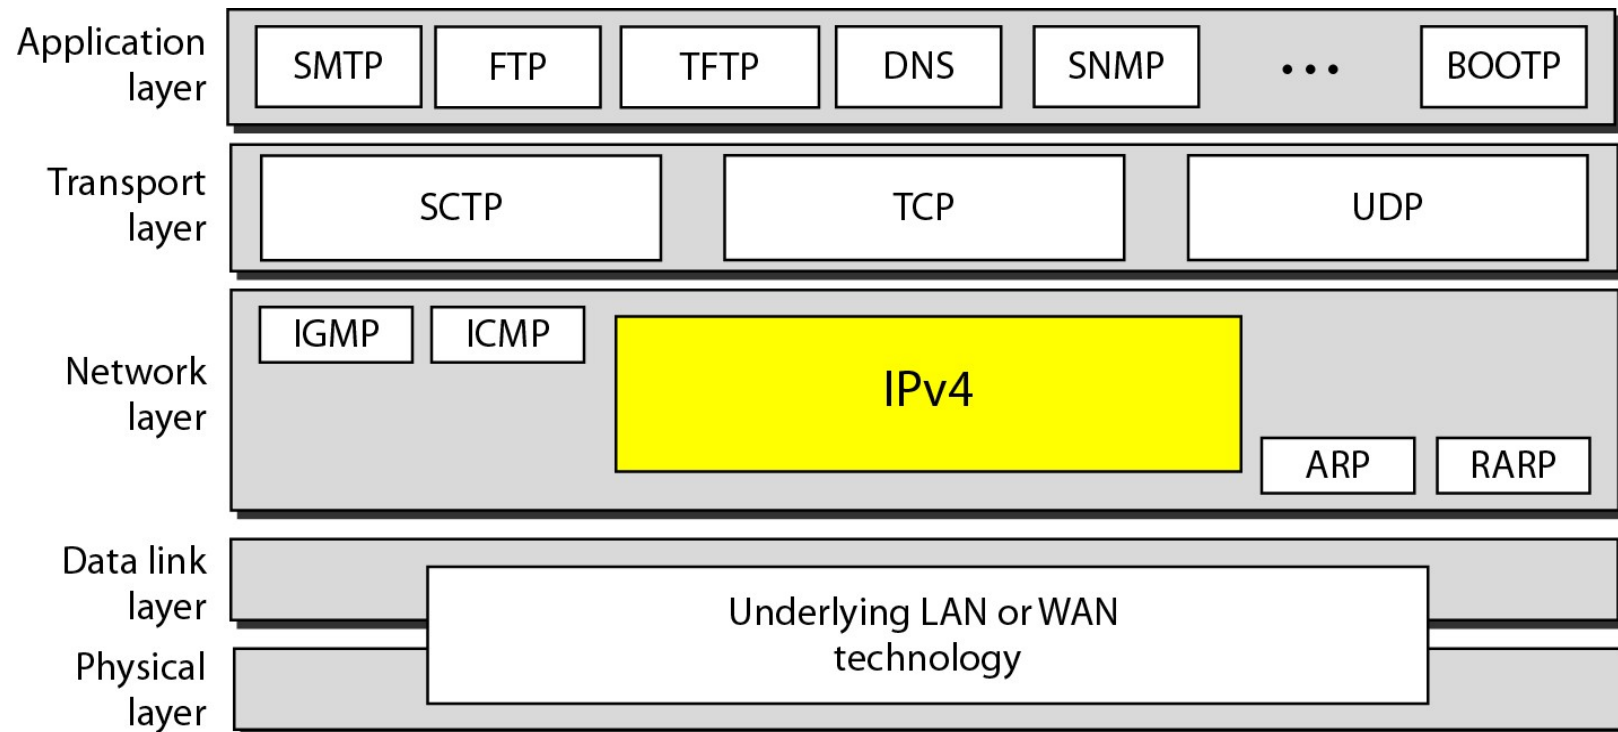 Application
layer
SMTP FTP TFTP DNS SNMP ... BOOTP
Transport
layer
SCTP TCP UDP
Network
layer
IGMP ICMP
IPv4
ARP RARP
Data link
layer
Underlying LAN or WAN
technology
Physical
layer